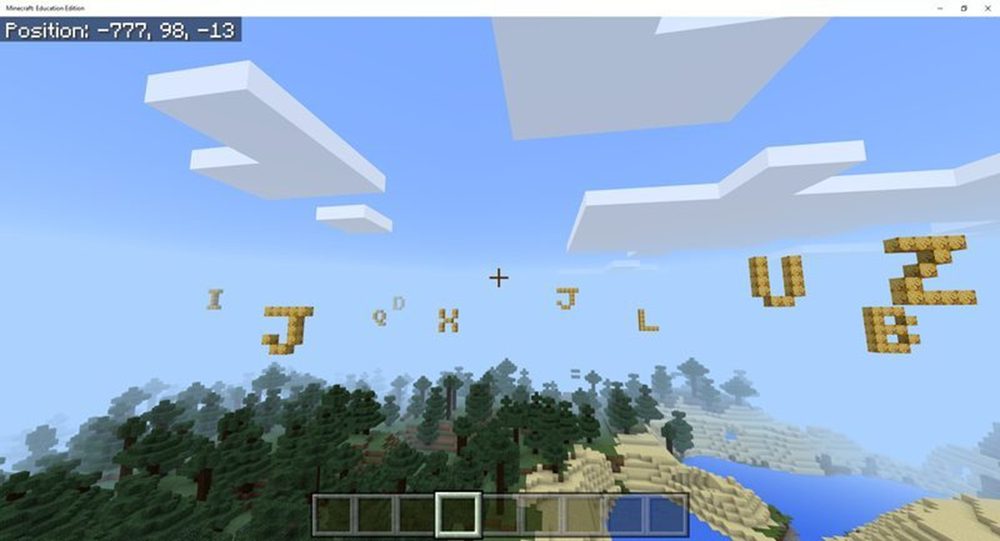 Minecraft: Education Edition
Position: -777, 98, -13
I J Q D X J L U Z B